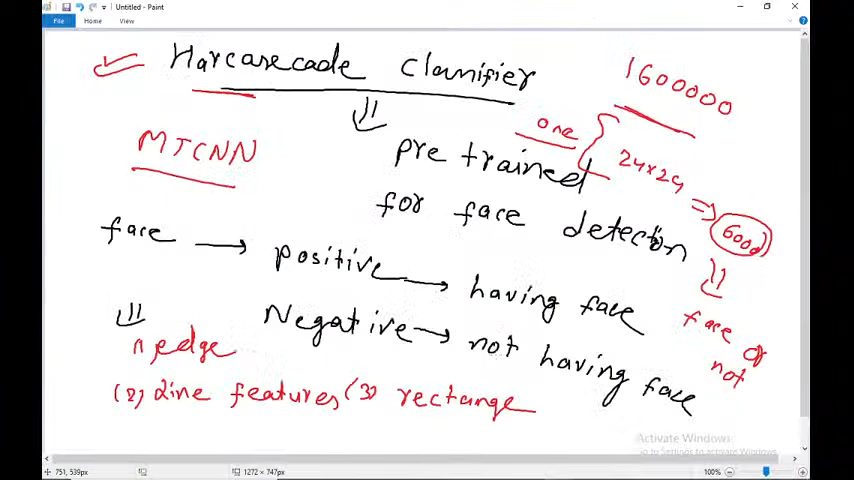 Untitled - Paint
File Home View
Harcasecade Classifier
1600000
one
MTCNN
pre trained
24x24
=> 6000
for face detection
face → positive → having face
face or not
Negative → not having face
1, edge
(2) Line features (3) rectange
Activate Windows
Go to Settings to activate Windows.
751, 539px 1272 × 747px 100%